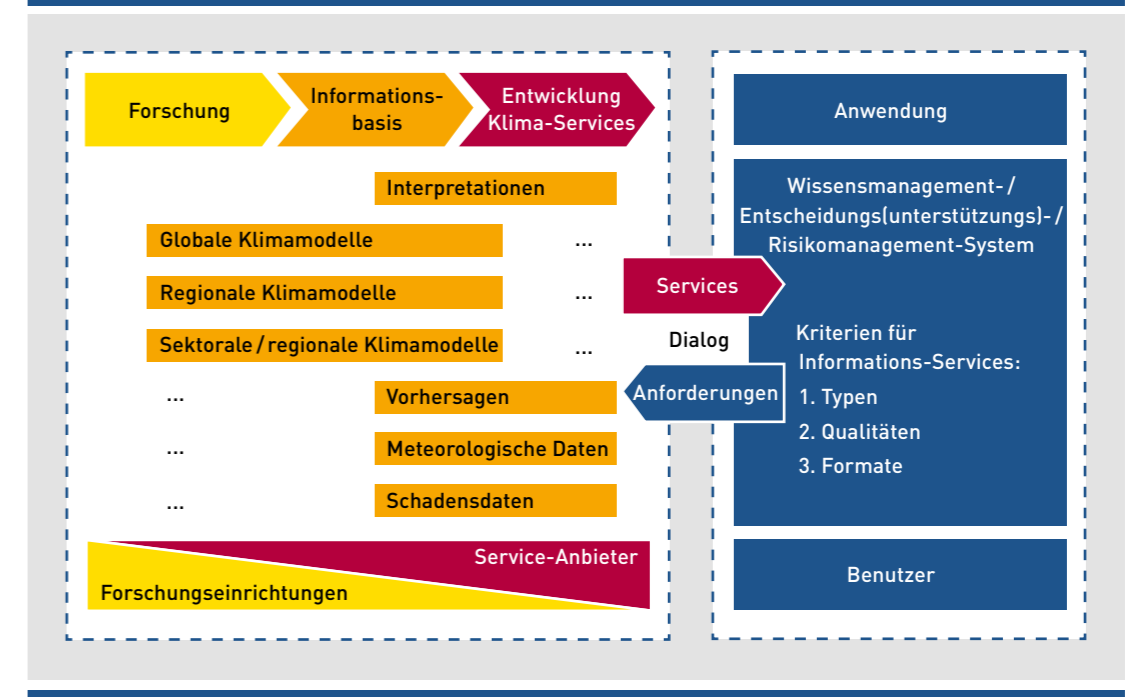 Forschung
Informations-
basis
Entwicklung
Klima-Services
Interpretationen
Globale Klimamodelle
...
Regionale Klimamodelle
...
Sektorale / regionale Klimamodelle
...
...
Vorhersagen
...
Meteorologische Daten
...
Schadensdaten
Service-Anbieter
Forschungseinrichtungen
Services
Dialog
Anforderungen
Anwendung
Wissensmanagement- /
Entscheidungs(unterstützungs)- /
Risikomanagement-System
Kriterien für
Informations-Services:
1. Typen
2. Qualitäten
3. Formate
Benutzer